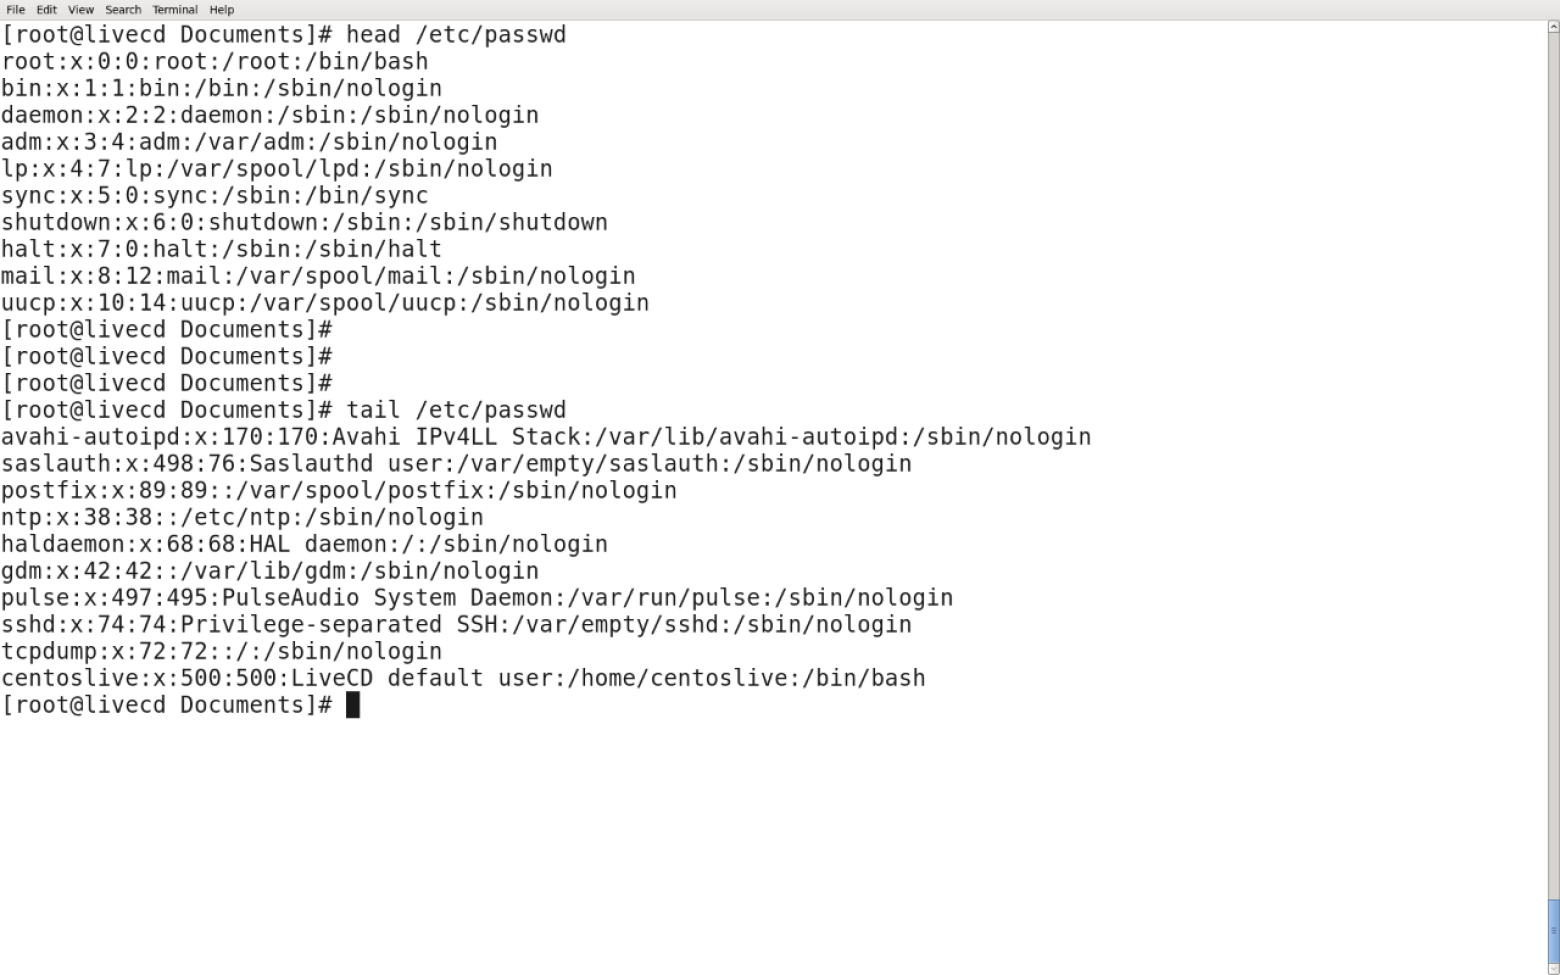 File Edit View Search Terminal Help
[root@livecd Documents]# head /etc/passwd
root:x:0:0:root:/root:/bin/bash
bin:x:1:1:bin:/bin:/sbin/nologin
daemon:x:2:2:daemon:/sbin:/sbin/nologin
adm:x:3:4:adm:/var/adm:/sbin/nologin
lp:x:4:7:lp:/var/spool/lpd:/sbin/nologin
sync:x:5:0:sync:/sbin:/bin/sync
shutdown:x:6:0:shutdown:/sbin:/sbin/shutdown
halt:x:7:0:halt:/sbin:/sbin/halt
mail:x:8:12:mail:/var/spool/mail:/sbin/nologin
uucp:x:10:14:uucp:/var/spool/uucp:/sbin/nologin
[root@livecd Documents]#
[root@livecd Documents]#
[root@livecd Documents]#
[root@livecd Documents]# tail /etc/passwd
avahi-autoipd:x:170:170:Avahi IPv4LL Stack:/var/lib/avahi-autoipd:/sbin/nologin
saslauth:x:498:76:Saslauthd user:/var/empty/saslauth:/sbin/nologin
postfix:x:89:89::/var/spool/postfix:/sbin/nologin
ntp:x:38:38::/etc/ntp:/sbin/nologin
haldaemon:x:68:68:HAL daemon:/:/sbin/nologin
gdm:x:42:42::/var/lib/gdm:/sbin/nologin
pulse:x:497:495:PulseAudio System Daemon:/var/run/pulse:/sbin/nologin
sshd:x:74:74:Privilege-separated SSH:/var/empty/sshd:/sbin/nologin
tcpdump:x:72:72::/:/sbin/nologin
centoslive:x:500:500:LiveCD default user:/home/centoslive:/bin/bash
[root@livecd Documents]#